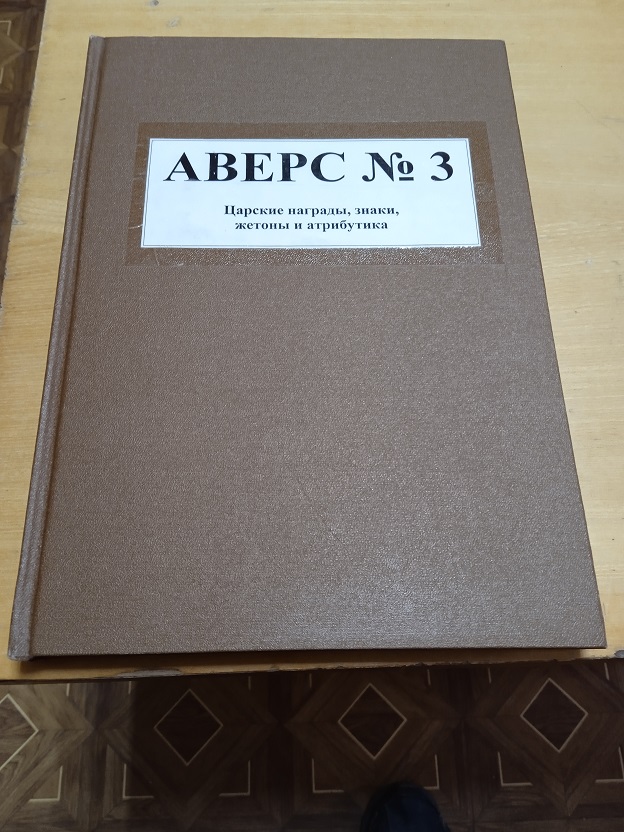 АВЕРС № 3
Царские награды, знаки,
жетоны и атрибутика